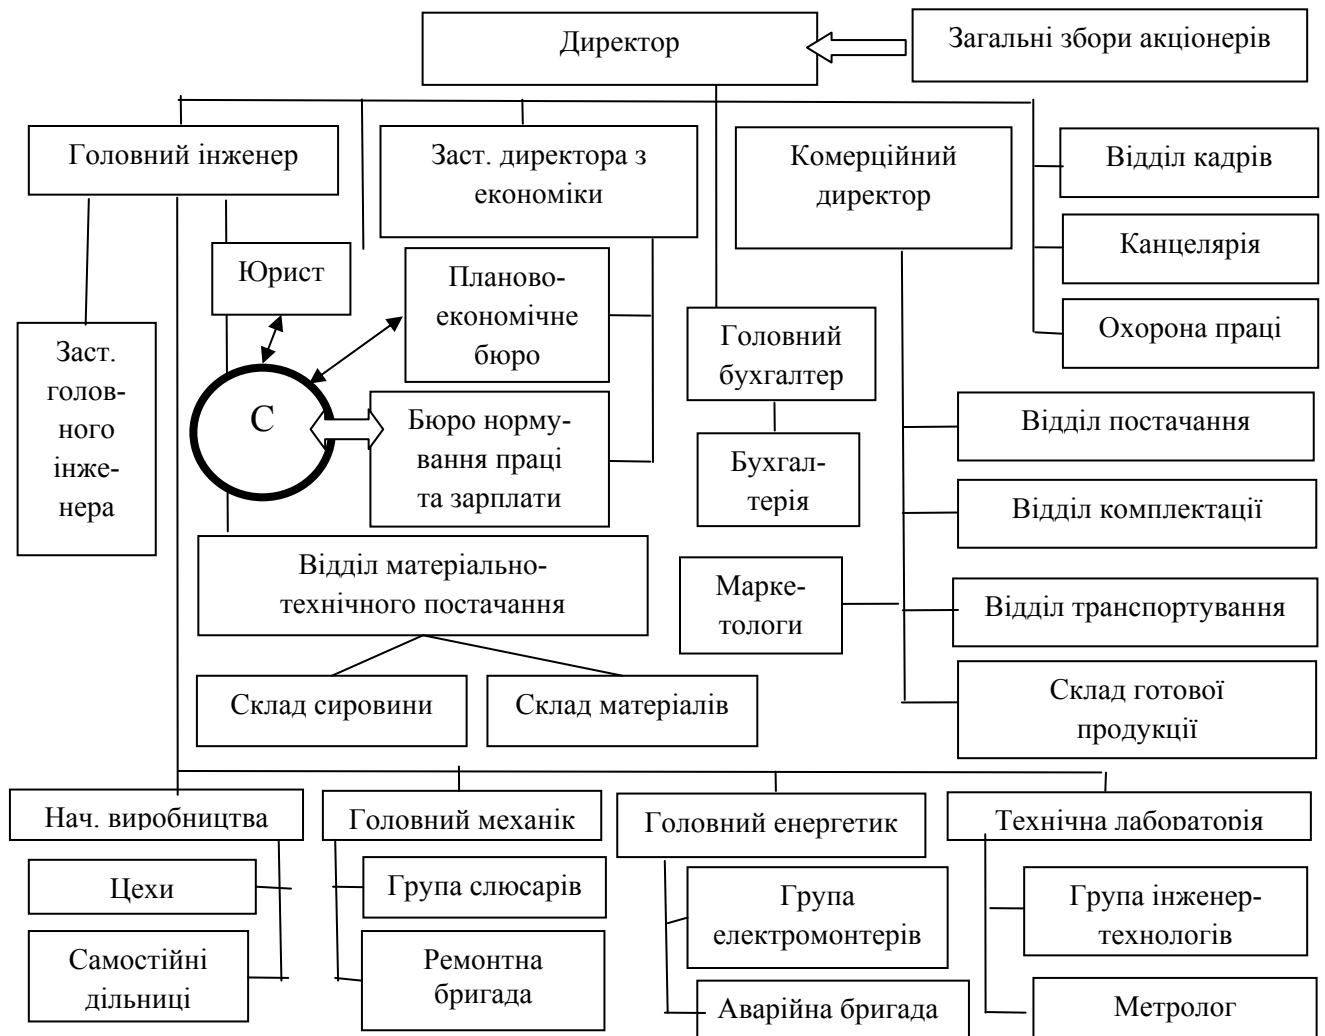 Директор
Загальні збори акціонерів
Головний інженер
Заст. директора з
економіки
Комерційний
директор
Відділ кадрів
Канцелярія
Охорона праці
Юрист
Планово-
економічне
бюро
Заст.
голов-
ного
інже-
нера
С
Бюро норму-
вання праці
та зарплати
Головний
бухгалтер
Бухгал-
терія
Відділ постачання
Відділ комплектації
Відділ матеріально-
технічного постачання
Марке-
тологи
Відділ транспортування
Склад сировини
Склад матеріалів
Склад готової
продукції
Нач. виробництва
Головний механік
Головний енергетик
Технічна лабораторія
Цехи
Самостійні
дільниці
Група слюсарів
Ремонтна
бригада
Група
електромонтерів
Аварійна бригада
Група інженер-
технологів
Метролог